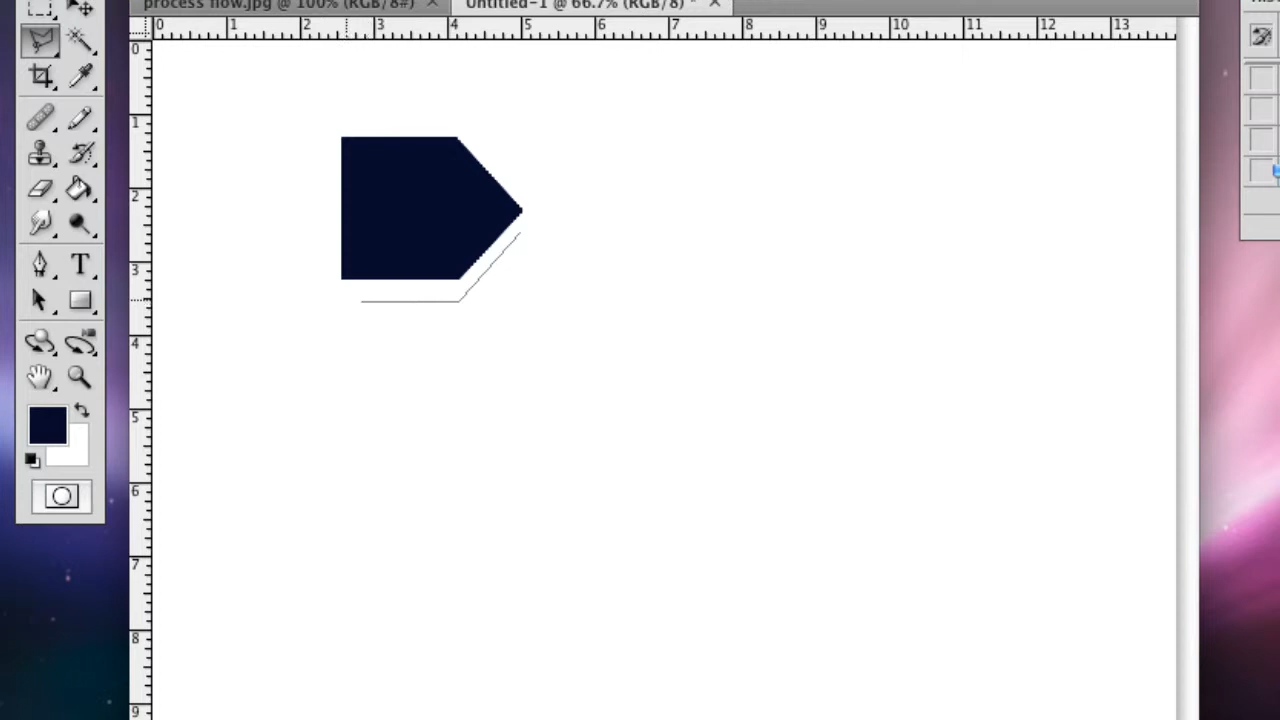 process flow.jpg @ 100% (RGB/8#) ×
Untitled-1 @ 66.7% (RGB/8) * ×
0 1 2 3 4 5 6 7 8 9 10 11 12 13
0
1
2
3
4
5
6
7
8
9
T